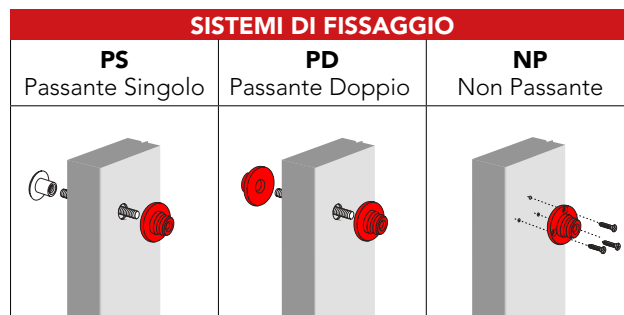 SISTEMI DI FISSAGGIO
PS
Passante Singolo
PD
Passante Doppio
NP
Non Passante